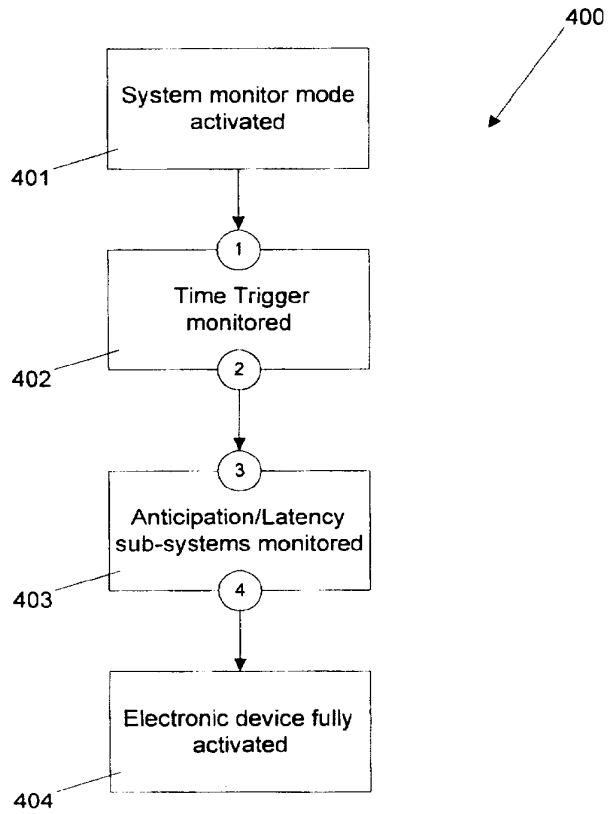 400
System monitor mode
activated
401
1
Time Trigger
monitored
402
2
3
Anticipation/Latency
sub-systems monitored
403
4
Electronic device fully
activated
404